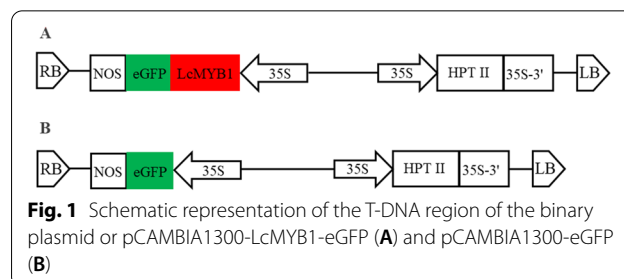 A
RB NOS eGFP LcMYB1 35S 35S HPT II 35S-3' LB
B
RB NOS eGFP 35S 35S HPT II 35S-3' LB
Fig. 1 Schematic representation of the T-DNA region of the binary
plasmid or pCAMBIA1300-LcMYB1-eGFP (A) and pCAMBIA1300-eGFP
(B)